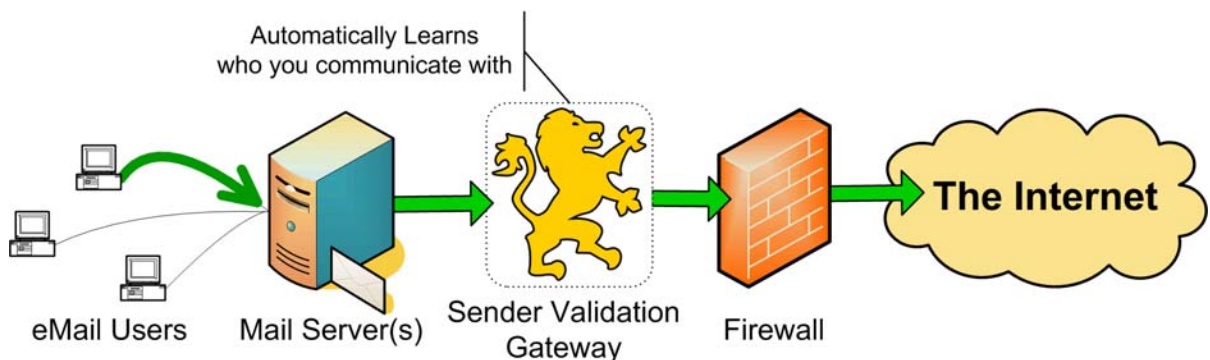 Automatically Learns
who you communicate with
The Internet
eMail Users
Mail Server(s)
Sender Validation
Gateway
Firewall